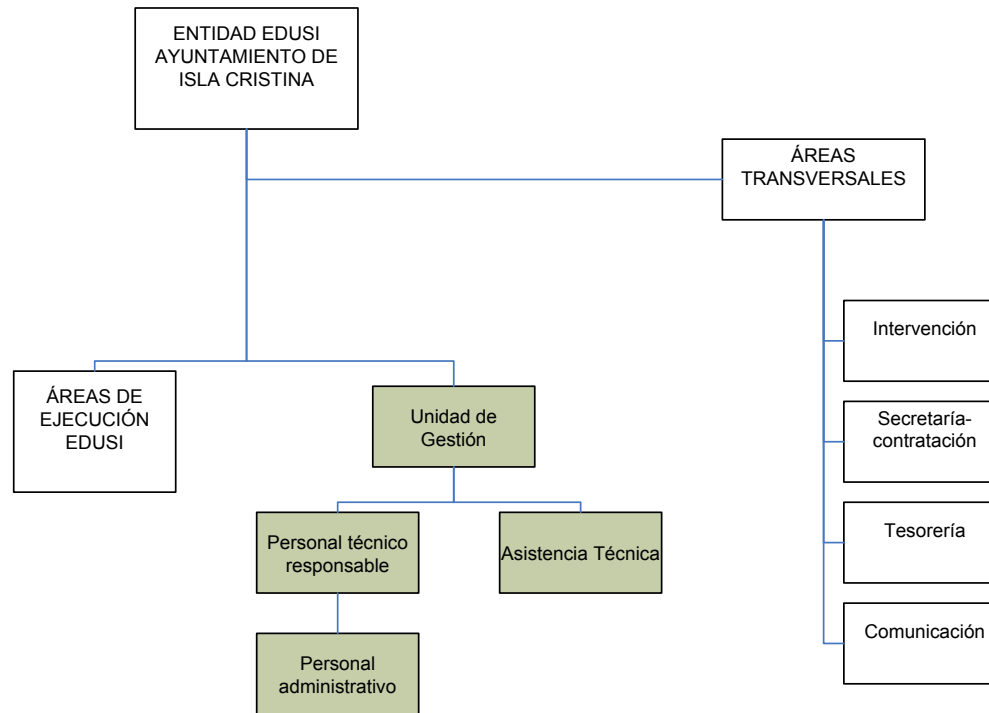 ENTIDAD EDUSI
AYUNTAMIENTO DE
ISLA CRISTINA
ÁREAS
TRANSVERSALES
Intervención
ÁREAS DE
EJECUCIÓN
EDUSI
Unidad de
Gestión
Secretaría-
contratación
Personal técnico
responsable
Asistencia Técnica
Tesorería
Personal
administrativo
Comunicación